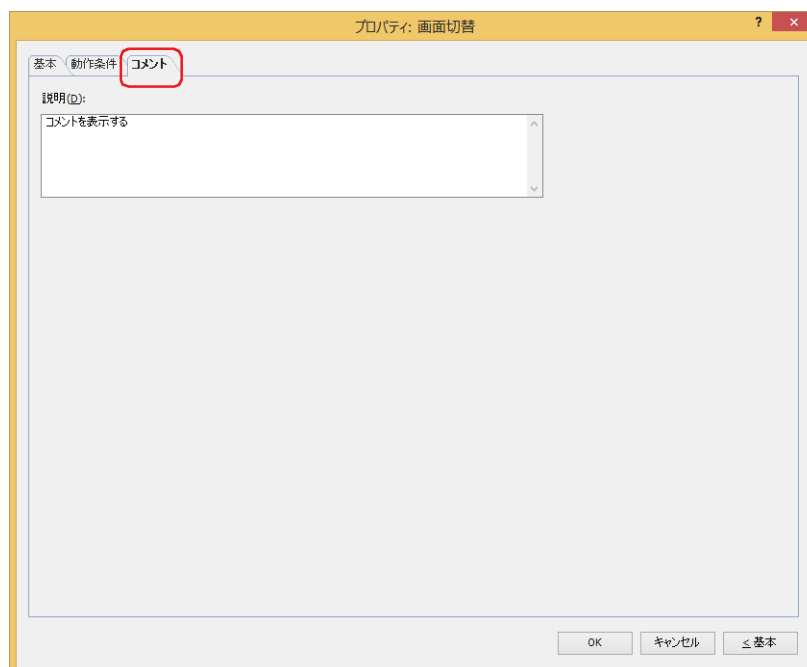 プロパティ: 画面切替
?
×
基本 動作条件 コメント
説明(D):
コメントを表示する
OK キャンセル < 基本